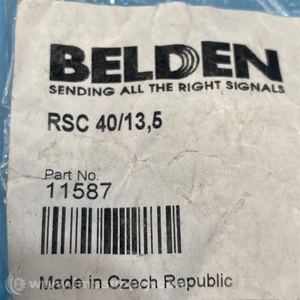 BELDEN
SENDING ALL THE RIGHT SIGNALS
RSC 40/13,5
Part No.
11587
Made in Czech Republic